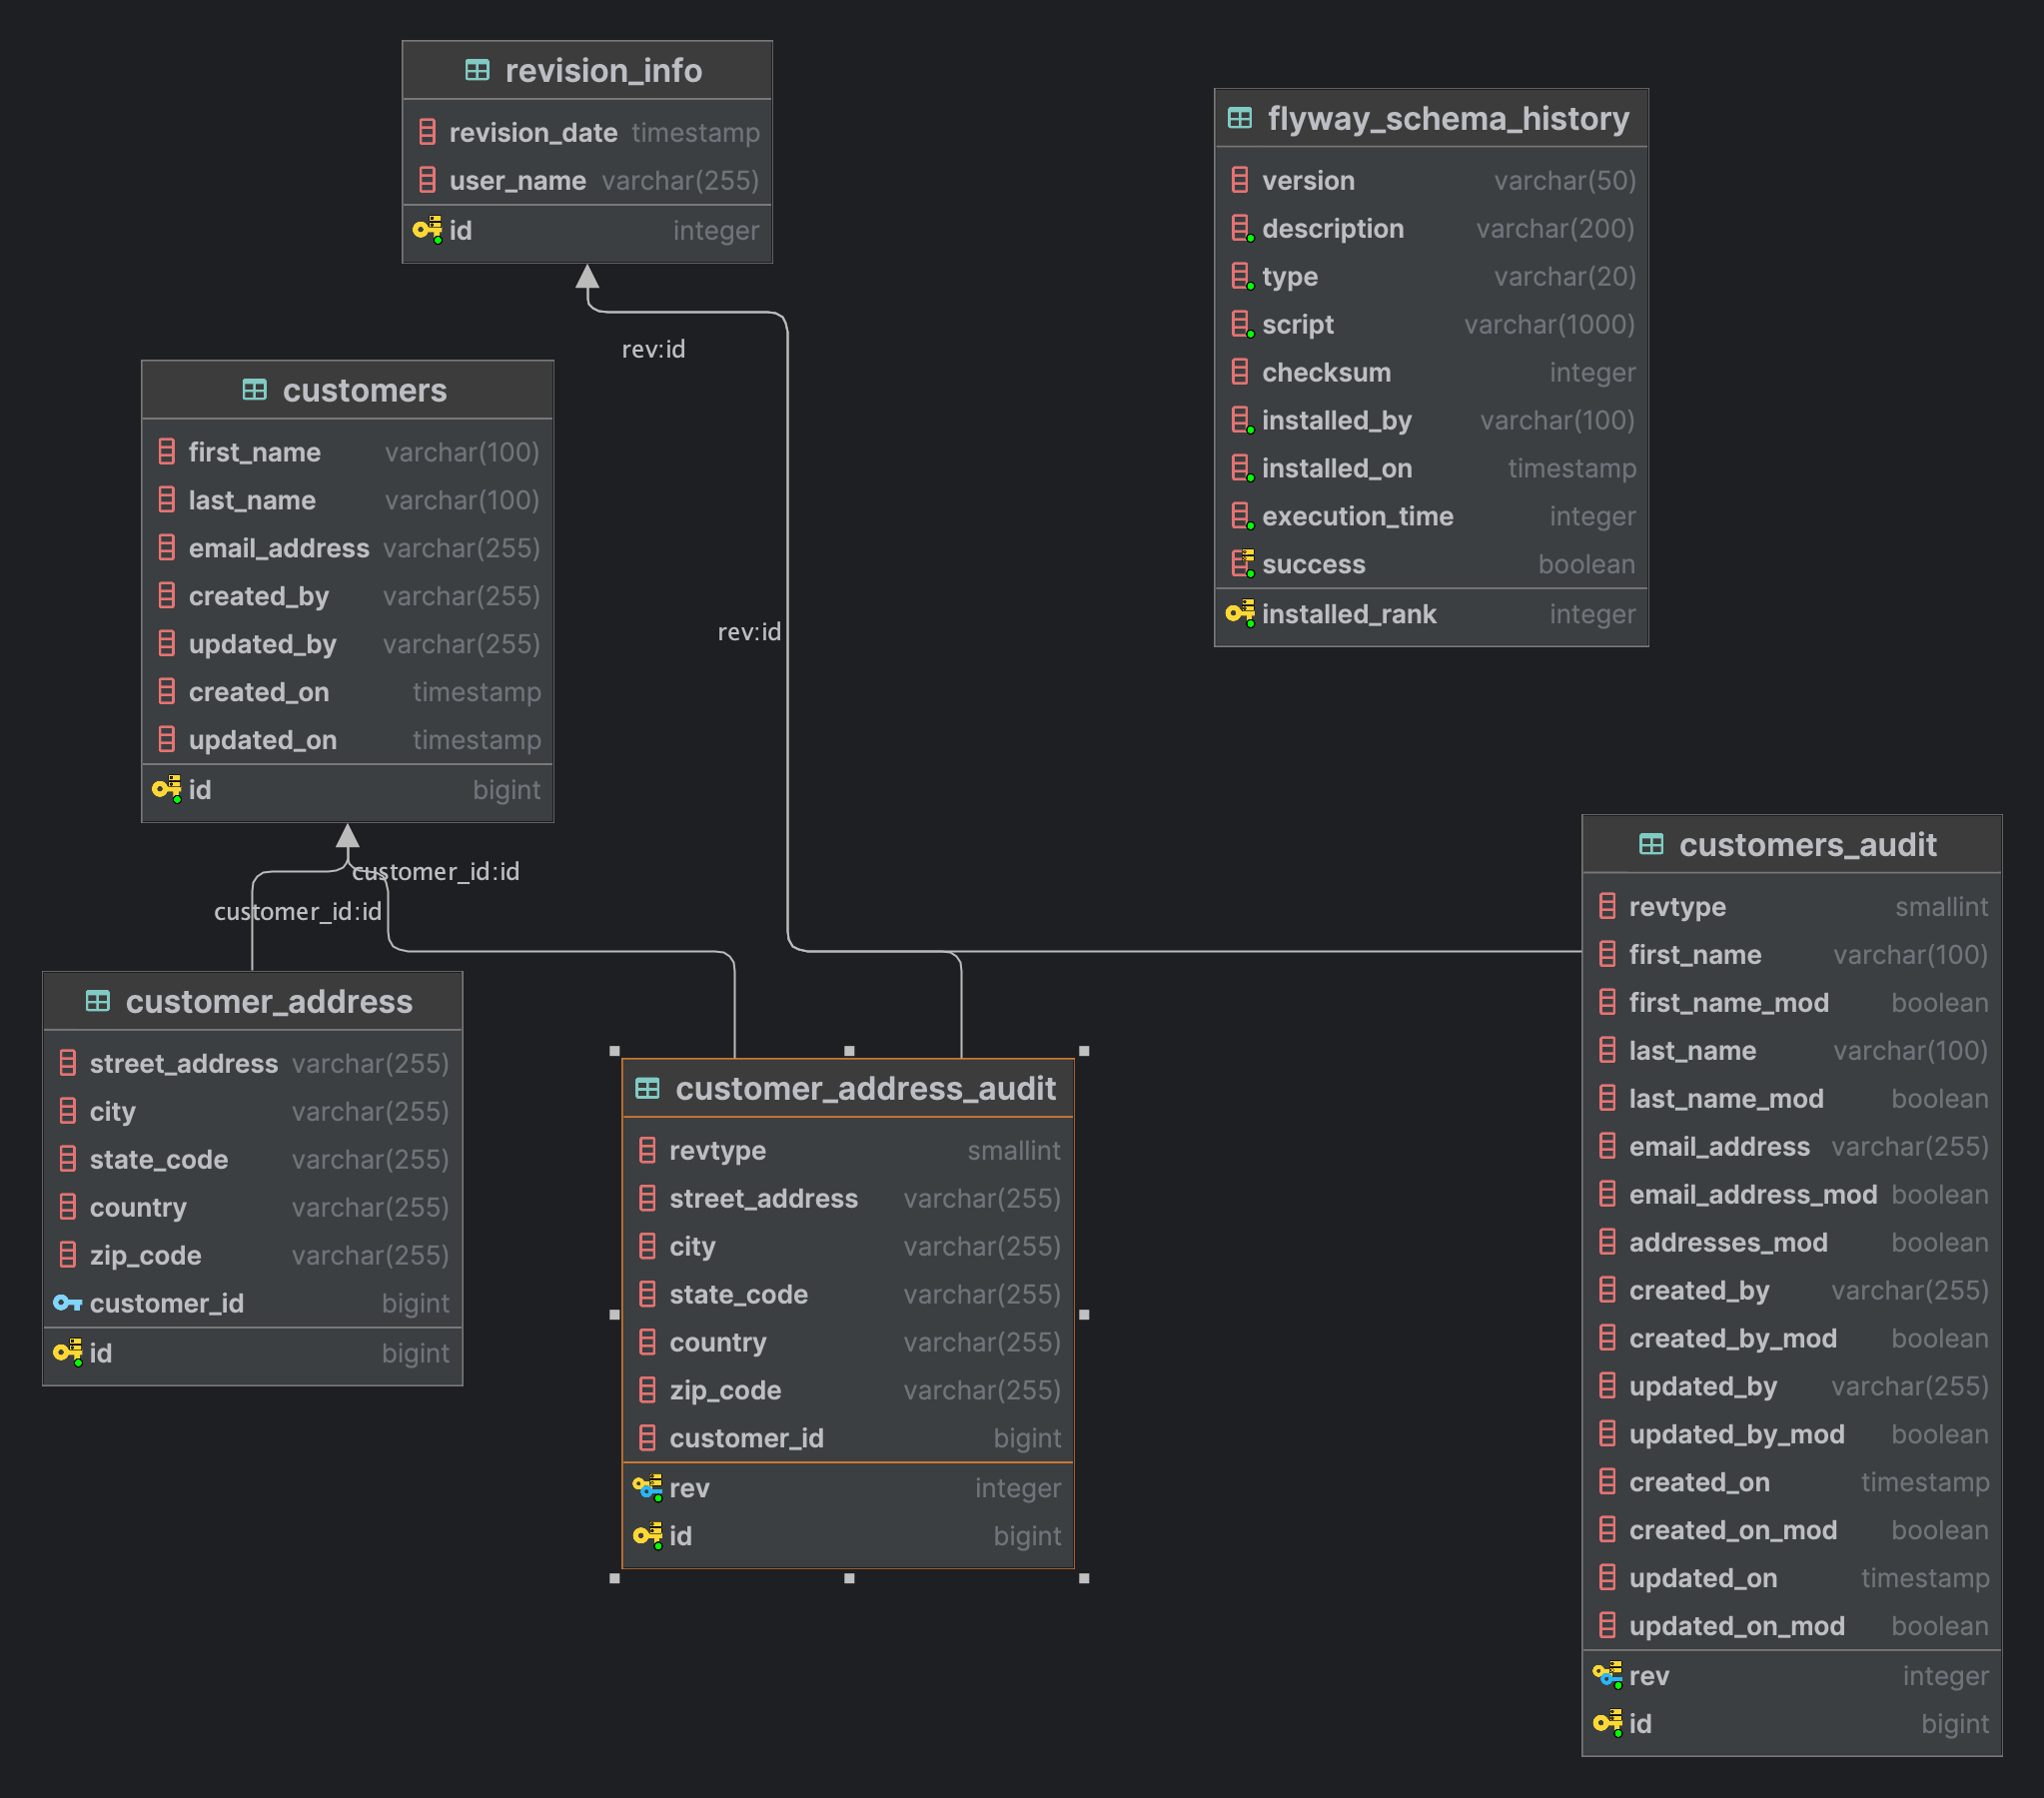 revision_info
revision_date timestamp
user_name varchar(255)
id integer
rev:id
flyway_schema_history
version varchar(50)
description varchar(200)
type varchar(20)
script varchar(1000)
checksum integer
installed_by varchar(100)
installed_on timestamp
execution_time integer
success boolean
installed_rank integer
customers
first_name varchar(100)
last_name varchar(100)
email_address varchar(255)
created_by varchar(255)
updated_by varchar(255)
created_on timestamp
updated_on timestamp
id bigint
rev:id
customer_id:id
customer_id:id
customer_address
street_address varchar(255)
city varchar(255)
state_code varchar(255)
country varchar(255)
zip_code varchar(255)
customer_id bigint
id bigint
customer_address_audit
revtype smallint
street_address varchar(255)
city varchar(255)
state_code varchar(255)
country varchar(255)
zip_code varchar(255)
customer_id bigint
rev integer
id bigint
customers_audit
revtype smallint
first_name varchar(100)
first_name_mod boolean
last_name varchar(100)
last_name_mod boolean
email_address varchar(255)
email_address_mod boolean
addresses_mod boolean
created_by varchar(255)
created_by_mod boolean
updated_by varchar(255)
updated_by_mod boolean
created_on timestamp
created_on_mod boolean
updated_on timestamp
updated_on_mod boolean
rev integer
id bigint